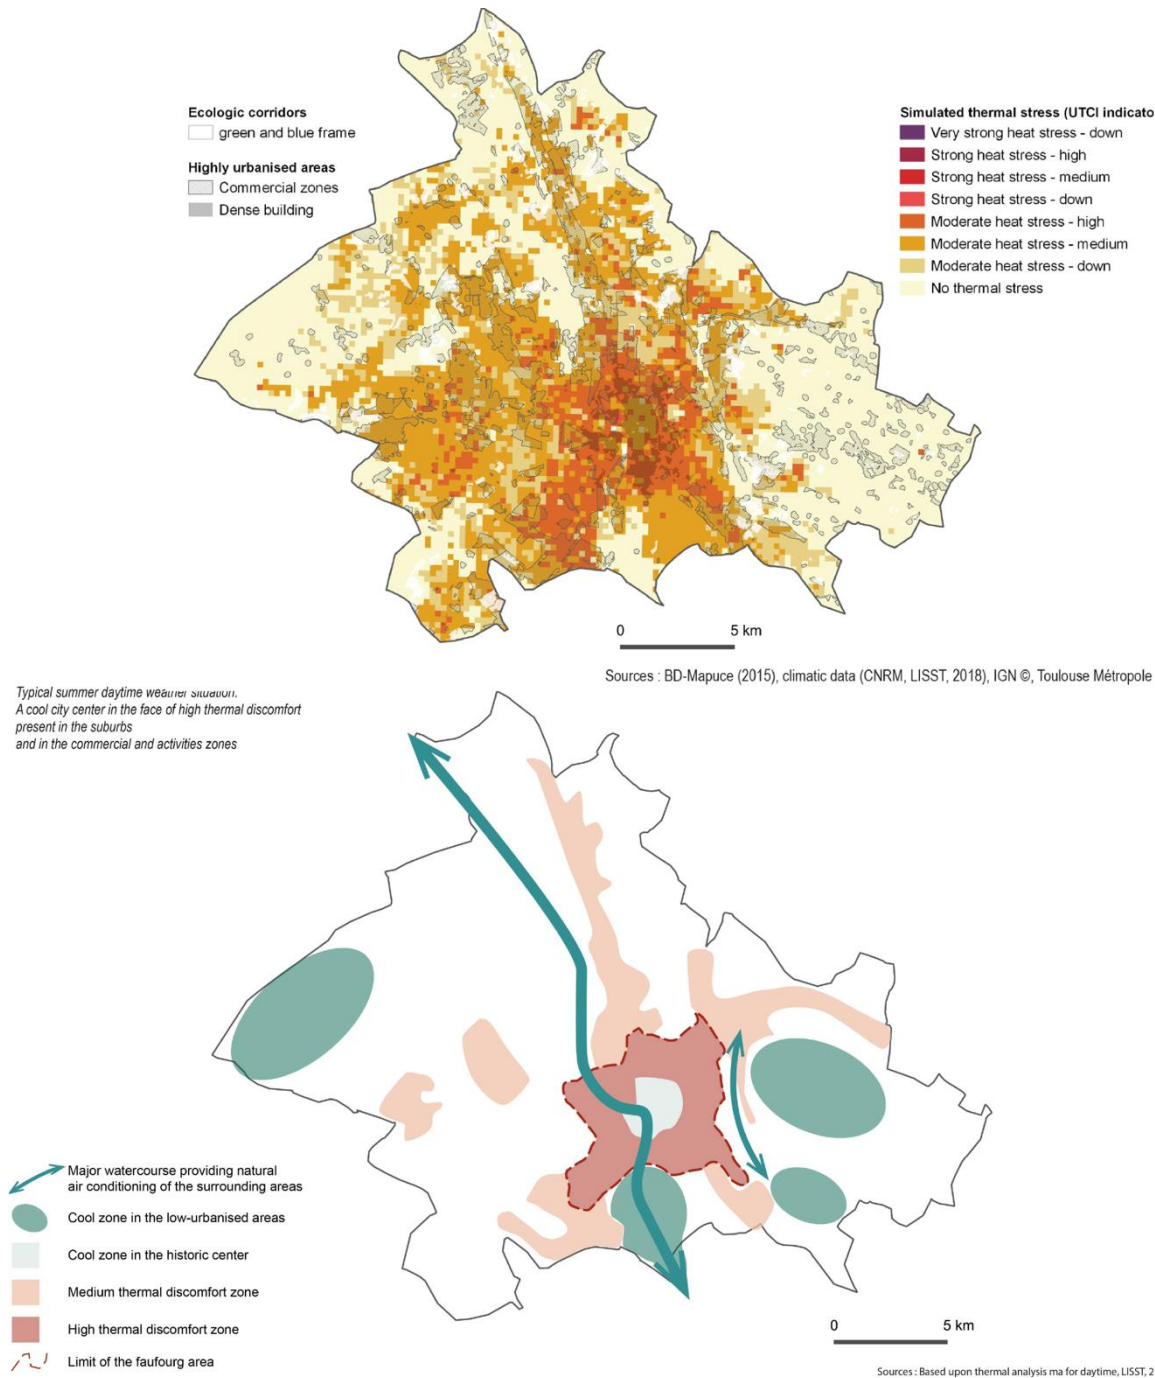 Ecologic corridors
green and blue frame
Highly urbanised areas
Commercial zones
Dense building
Simulated thermal stress (UTCI indicato
Very strong heat stress - down
Strong heat stress - high
Strong heat stress - medium
Strong heat stress - down
Moderate heat stress - high
Moderate heat stress - medium
Moderate heat stress - down
No thermal stress
0 5 km
Sources : BD-Mapuce (2015), climatic data (CNRM, LISST, 2018), IGN ©, Toulouse Métropole
Typical summer daytime weather situation.
A cool city center in the face of high thermal discomfort
present in the suburbs
and in the commercial and activities zones
Major watercourse providing natural
air conditioning of the surrounding areas
Cool zone in the low-urbanised areas
Cool zone in the historic center
Medium thermal discomfort zone
High thermal discomfort zone
Limit of the faufourg area
0 5 km
Sources : Based upon thermal analysis ma for daytime, LISST, 2